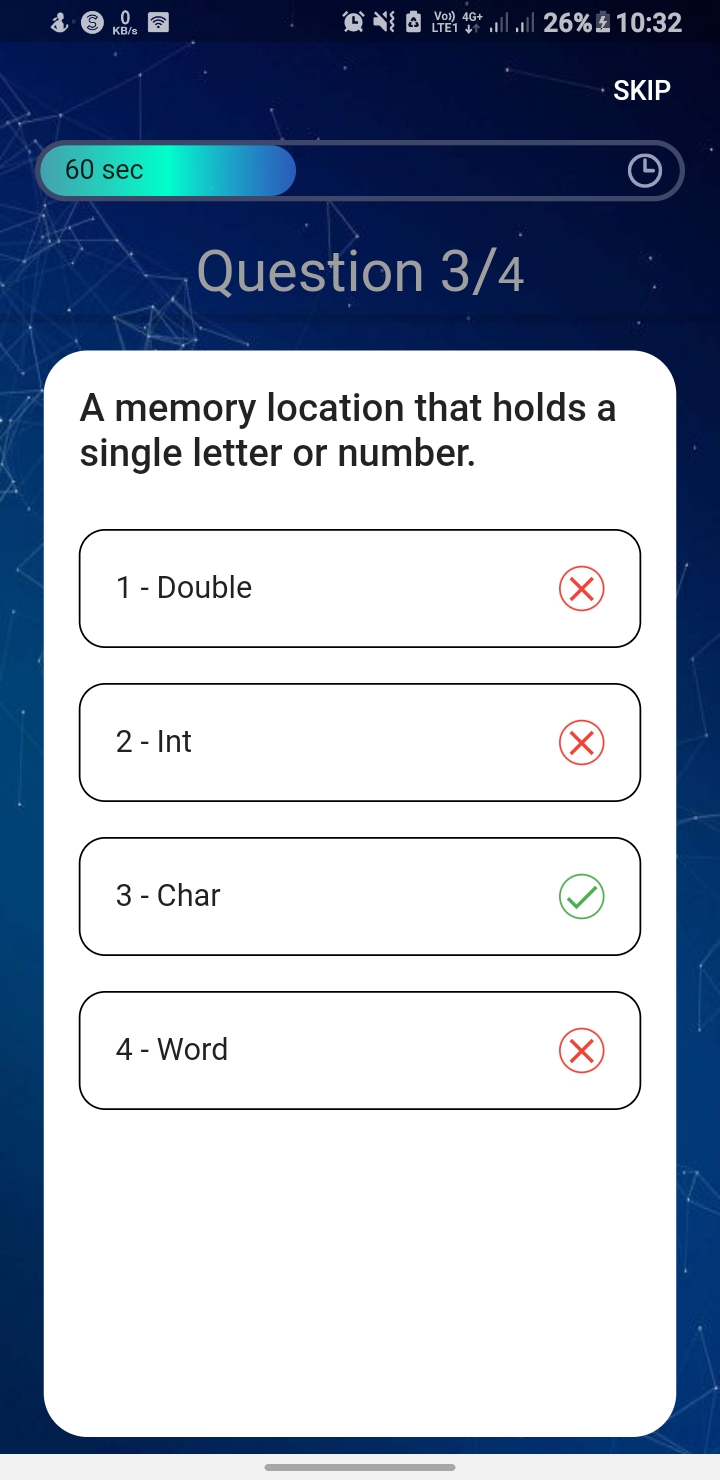 0 KB/s Vo) LTE1 4G+ 26% 10:32
SKIP
60 sec
Question 3/4
A memory location that holds a
single letter or number.
1 - Double
2 - Int
3 - Char
4 - Word